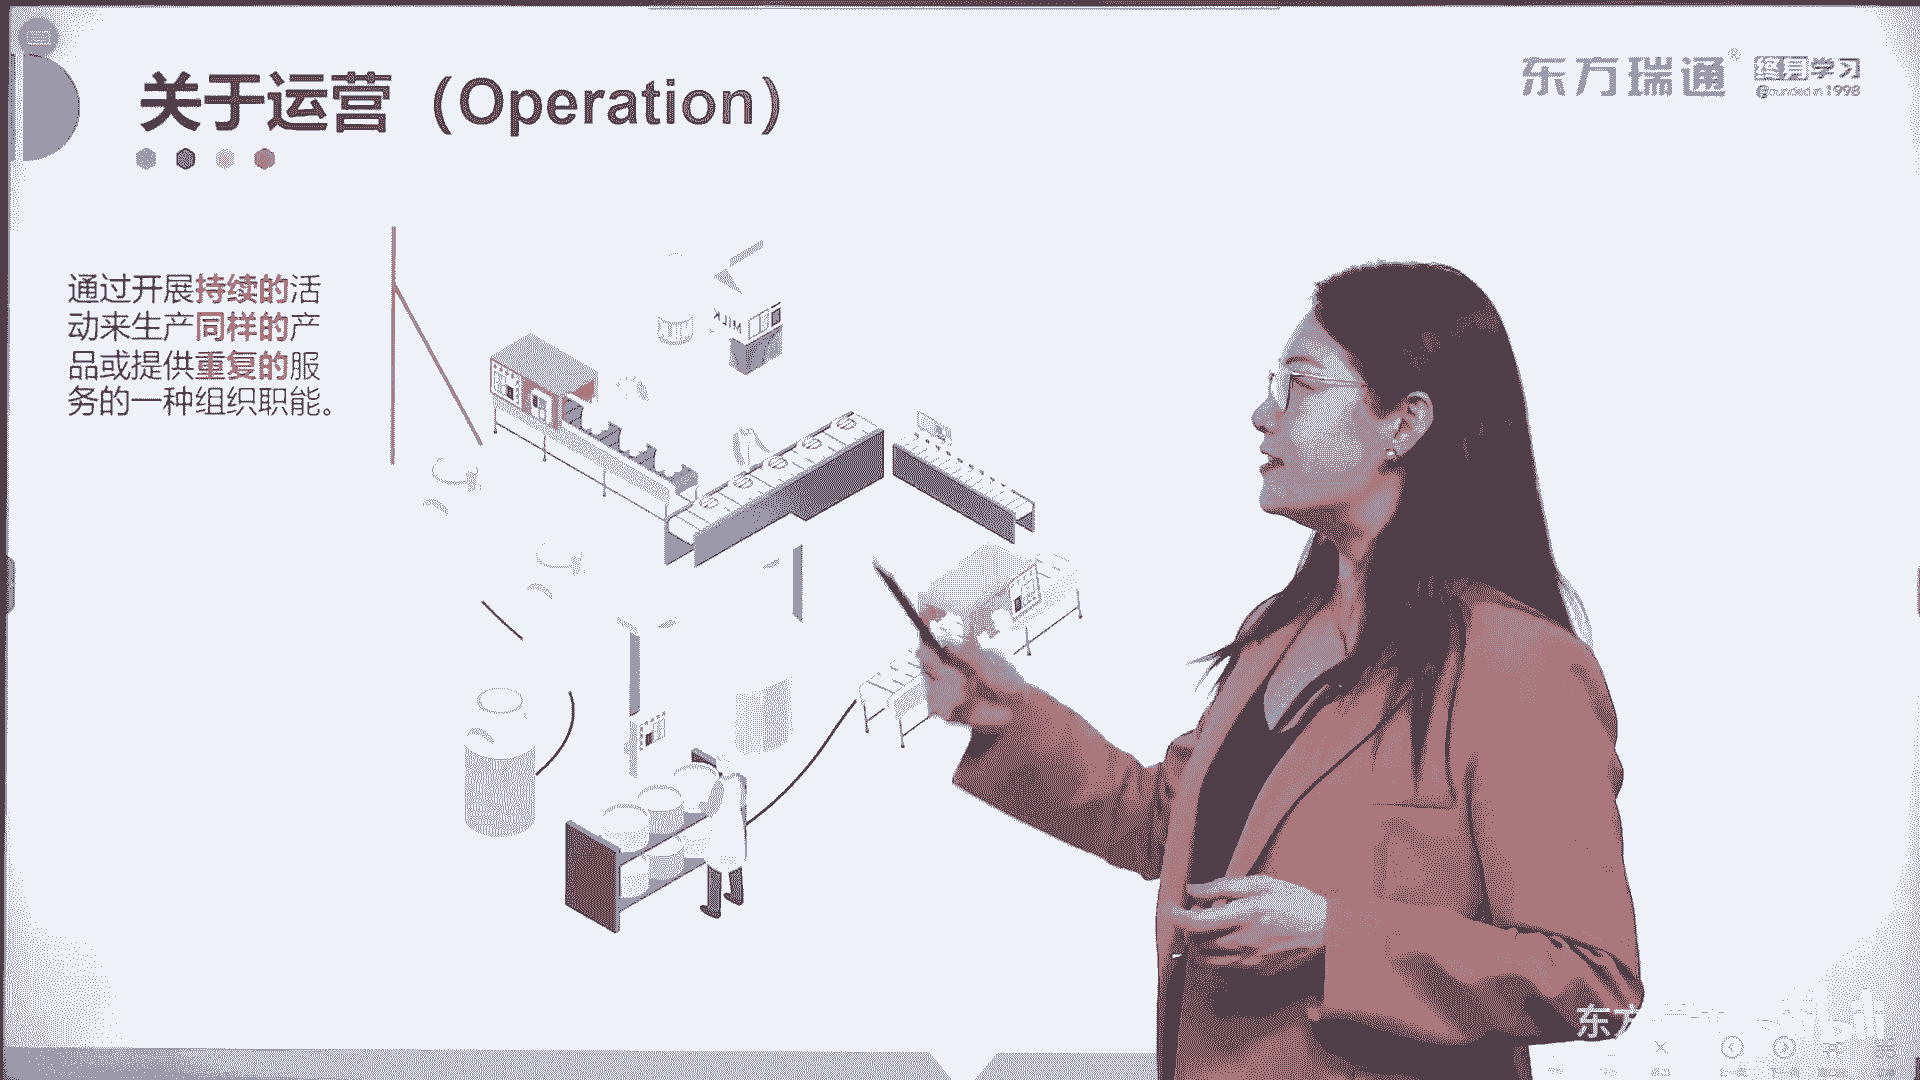 关于运营（Operation）
东方瑞通®
终身学习
Founded in 1998
通过开展持续的活
动来生产同样的产
品或提供重复的服
务的一种组织职能。
MILK
东方